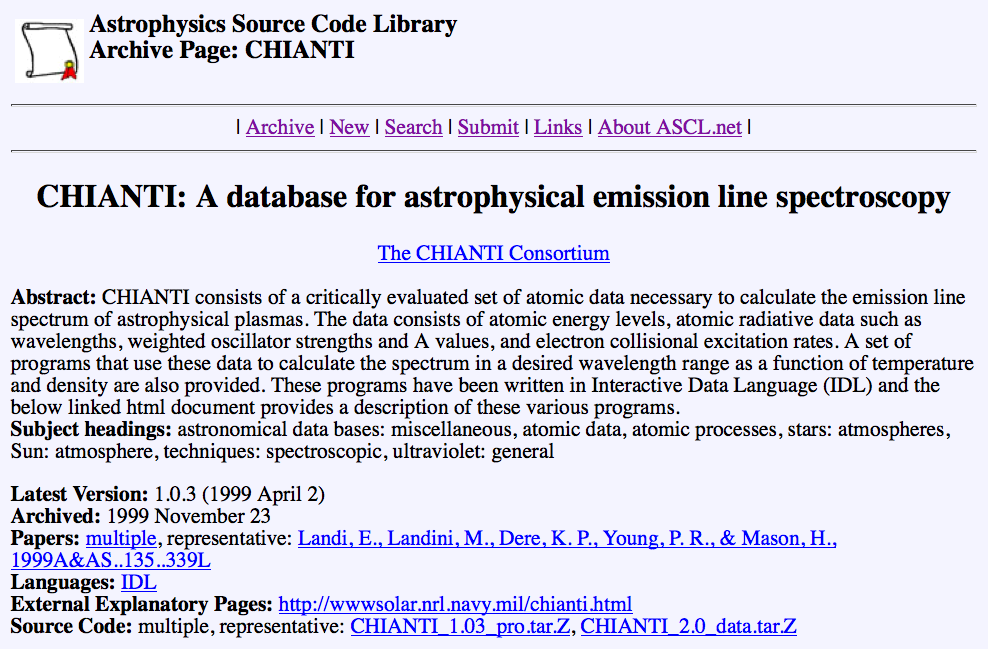 Astrophysics Source Code Library
Archive Page: CHIANTI
| Archive | New | Search | Submit | Links | About ASCL.net |
CHIANTI: A database for astrophysical emission line spectroscopy
The CHIANTI Consortium
Abstract: CHIANTI consists of a critically evaluated set of atomic data necessary to calculate the emission line
spectrum of astrophysical plasmas. The data consists of atomic energy levels, atomic radiative data such as
wavelengths, weighted oscillator strengths and A values, and electron collisional excitation rates. A set of
programs that use these data to calculate the spectrum in a desired wavelength range as a function of temperature
and density are also provided. These programs have been written in Interactive Data Language (IDL) and the
below linked html document provides a description of these various programs.
Subject headings: astronomical data bases: miscellaneous, atomic data, atomic processes, stars: atmospheres,
Sun: atmosphere, techniques: spectroscopic, ultraviolet: general
Latest Version: 1.0.3 (1999 April 2)
Archived: 1999 November 23
Papers: multiple, representative: Landi, E., Landini, M., Dere, K. P., Young, P. R., & Mason, H.,
1999A&AS..135..339L
Languages: IDL
External Explanatory Pages: http://wwwsolar.nrl.navy.mil/chianti.html
Source Code: multiple, representative: CHIANTI_1.03_pro.tar.Z, CHIANTI_2.0_data.tar.Z